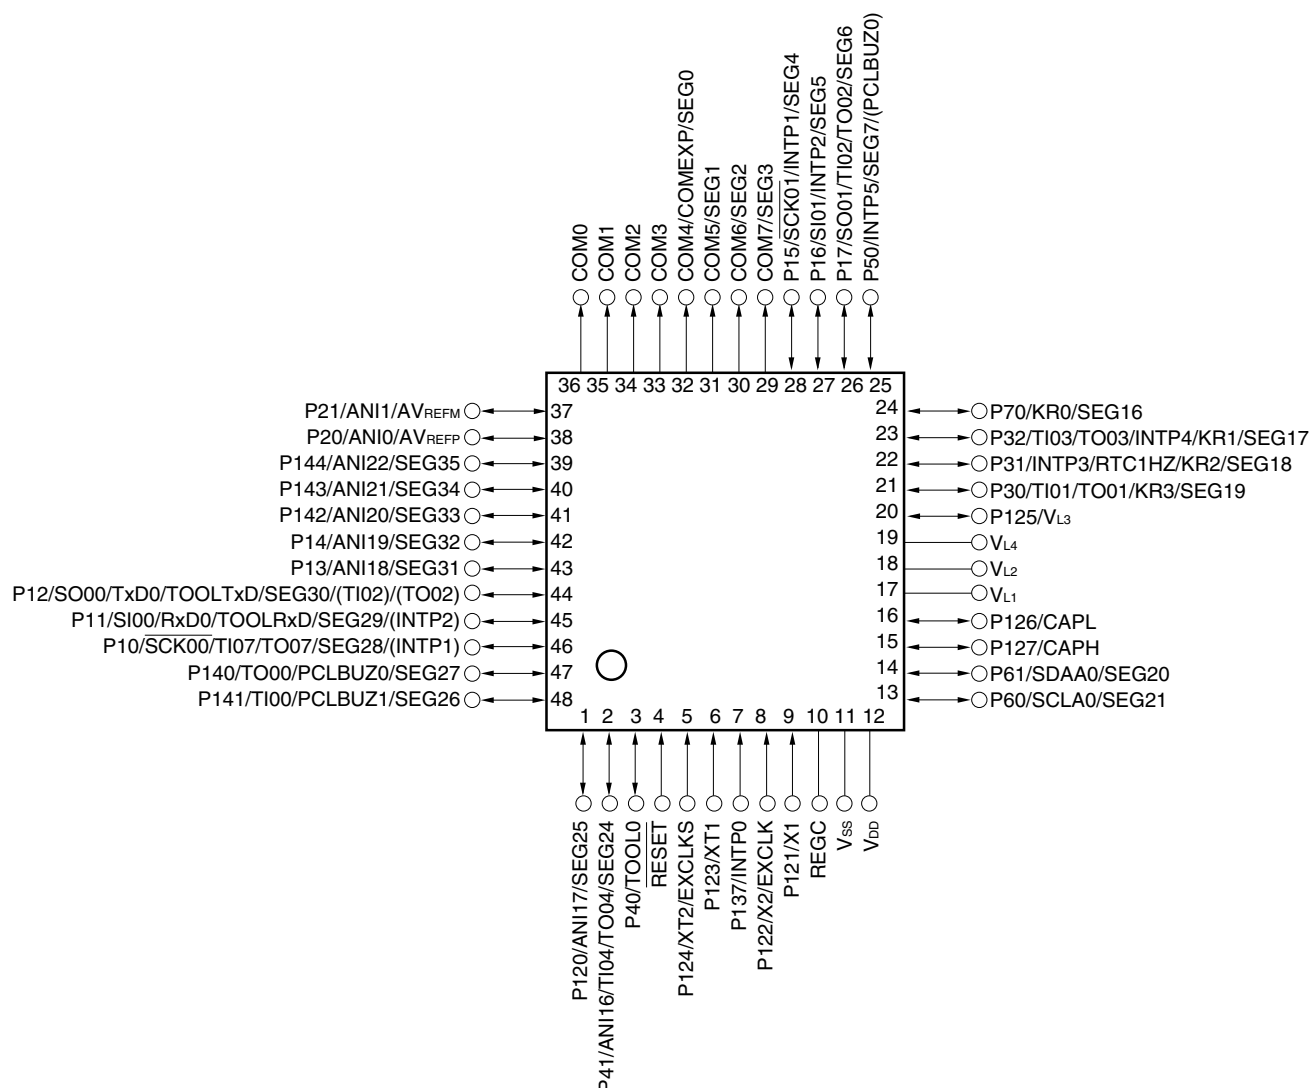 COM0
COM1
COM2
COM3
COM4/COMEXP/SEG0
COM5/SEG1
COM6/SEG2
COM7/SEG3
P15/SCK01/INTP1/SEG4
P16/SI01/INTP2/SEG5
P17/SO01/TI02/TO02/SEG6
P50/INTP5/SEG7/(PCLBUZ0)
36 35 34 33 32 31 30 29 28 27 26 25
P21/ANI1/AVREFM 37
P20/ANI0/AVREFP 38
P144/ANI22/SEG35 39
P143/ANI21/SEG34 40
P142/ANI20/SEG33 41
P14/ANI19/SEG32 42
P13/ANI18/SEG31 43
P12/SO00/TxD0/TOOLTxD/SEG30/(TI02)/(TO02) 44
P11/SI00/RxD0/TOOLRxD/SEG29/(INTP2) 45
P10/SCK00/TI07/TO07/SEG28/(INTP1) 46
P140/TO00/PCLBUZ0/SEG27 47
P141/TI00/PCLBUZ1/SEG26 48
24 P70/KR0/SEG16
23 P32/TI03/TO03/INTP4/KR1/SEG17
22 P31/INTP3/RTC1HZ/KR2/SEG18
21 P30/TI01/TO01/KR3/SEG19
20 P125/VL3
19 VL4
18 VL2
17 VL1
16 P126/CAPL
15 P127/CAPH
14 P61/SDAA0/SEG20
13 P60/SCLA0/SEG21
1 2 3 4 5 6 7 8 9 10 11 12
P120/ANI17/SEG25
P41/ANI16/TI04/TO04/SEG24
P40/TOOL0
RESET
P124/XT2/EXCLKS
P123/XT1
P137/INTP0
P122/X2/EXCLK
P121/X1
REGC
VSS
VDD